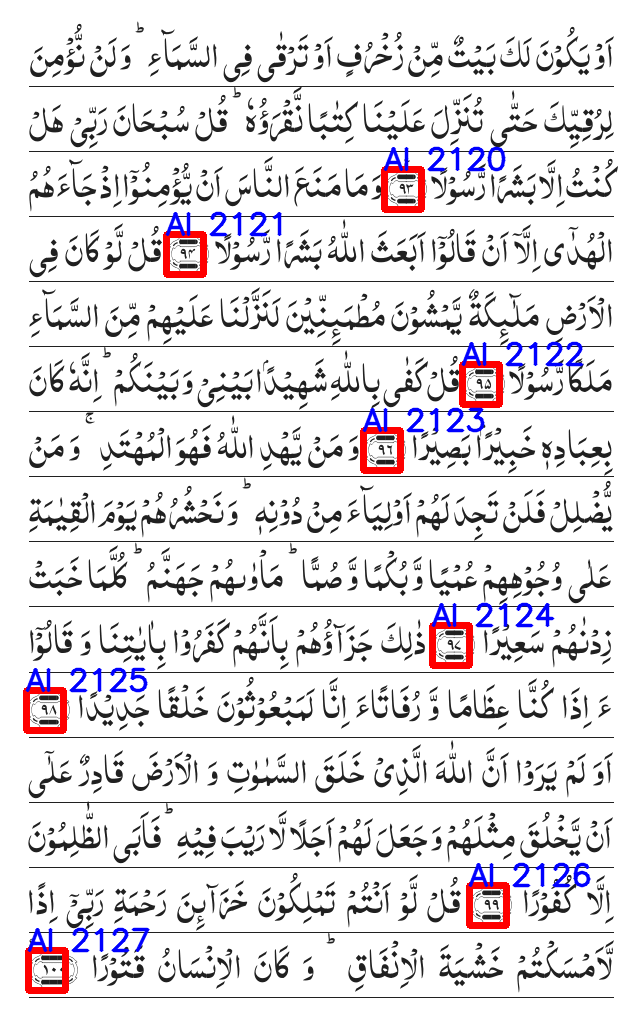 اَوْ يَكُوْنَ لَكَ بَيْتٌ مِّنْ زُخْرُفٍ اَوْ تَرْقٰى فِى السَّمَآءِ ؕ وَلَنْ نُّؤْمِنَ
لِرُقِيِّكَ حَتّٰى تُنَزِّلَ عَلَيْنَا كِتٰبًا نَّقْرَؤُهٗ ؕ قُلْ سُبْحَانَ رَبِّىْ هَلْ
AI 2120
كُنْتُ اِلَّا بَشَرًا رَّسُوْلًا ۹۳ وَمَا مَنَعَ النَّاسَ اَنْ يُّؤْمِنُوْۤا اِذْ جَآءَهُمُ
AI 2121
الْهُدٰۤى اِلَّاۤ اَنْ قَالُوْۤا اَبَعَثَ اللّٰهُ بَشَرًا رَّسُوْلًا ۹۴ قُلْ لَّوْ كَانَ فِى
الْاَرْضِ مَلٰٓئِكَةٌ يَّمْشُوْنَ مُطْمَئِنِّيْنَ لَنَزَّلْنَا عَلَيْهِمْ مِّنَ السَّمَآءِ
AI 2122
مَلَكًا رَّسُوْلًا ۹۵ قُلْ كَفٰى بِاللّٰهِ شَهِيْدًۢا بَيْنِىْ وَبَيْنَكُمْ ؕ اِنَّهٗ كَانَ
AI 2123
بِعِبَادِهٖ خَبِيْرًۢا بَصِيْرًا ۹۶ وَمَنْ يَّهْدِ اللّٰهُ فَهُوَ الْمُهْتَدِ ۚ وَمَنْ
يُّضْلِلْ فَلَنْ تَجِدَ لَهُمْ اَوْلِيَآءَ مِنْ دُوْنِهٖ ؕ وَنَحْشُرُهُمْ يَوْمَ الْقِيٰمَةِ
عَلٰى وُجُوْهِهِمْ عُمْيًا وَّبُكْمًا وَّصُمًّا ؕ مَاْوٰٮهُمْ جَهَنَّمُ ؕ كُلَّمَا خَبَتْ
AI 2124
زِدْنٰهُمْ سَعِيْرًا ۹۷ ذٰلِكَ جَزَآؤُهُمْ بِاَنَّهُمْ كَفَرُوْا بِاٰيٰتِنَا وَ قَالُوْۤا
AI 2125
ءَ اِذَا كُنَّا عِظَامًا وَّ رُفَاتًاءَ اِنَّا لَمَبْعُوْثُوْنَ خَلْقًا جَدِيْدًا ۹۸
اَوَ لَمْ يَرَوْا اَنَّ اللّٰهَ الَّذِىْ خَلَقَ السَّمٰوٰتِ وَ الْاَرْضَ قَادِرٌ عَلٰٓى
اَنْ يَّخْلُقَ مِثْلَهُمْ وَجَعَلَ لَهُمْ اَجَلًا لَّا رَيْبَ فِيْهِ ؕ فَاَبَى الظّٰلِمُوْنَ
AI 2126
اِلَّا كُفُوْرًا ۹۹ قُلْ لَّوْ اَنْتُمْ تَمْلِكُوْنَ خَزَآئِنَ رَحْمَةِ رَبِّىْۤ اِذًا
AI 2127
لَّاَمْسَكْتُمْ خَشْيَةَ الْاِنْفَاقِ ؕ وَ كَانَ الْاِنْسَانُ قَتُوْرًا ۱۰۰